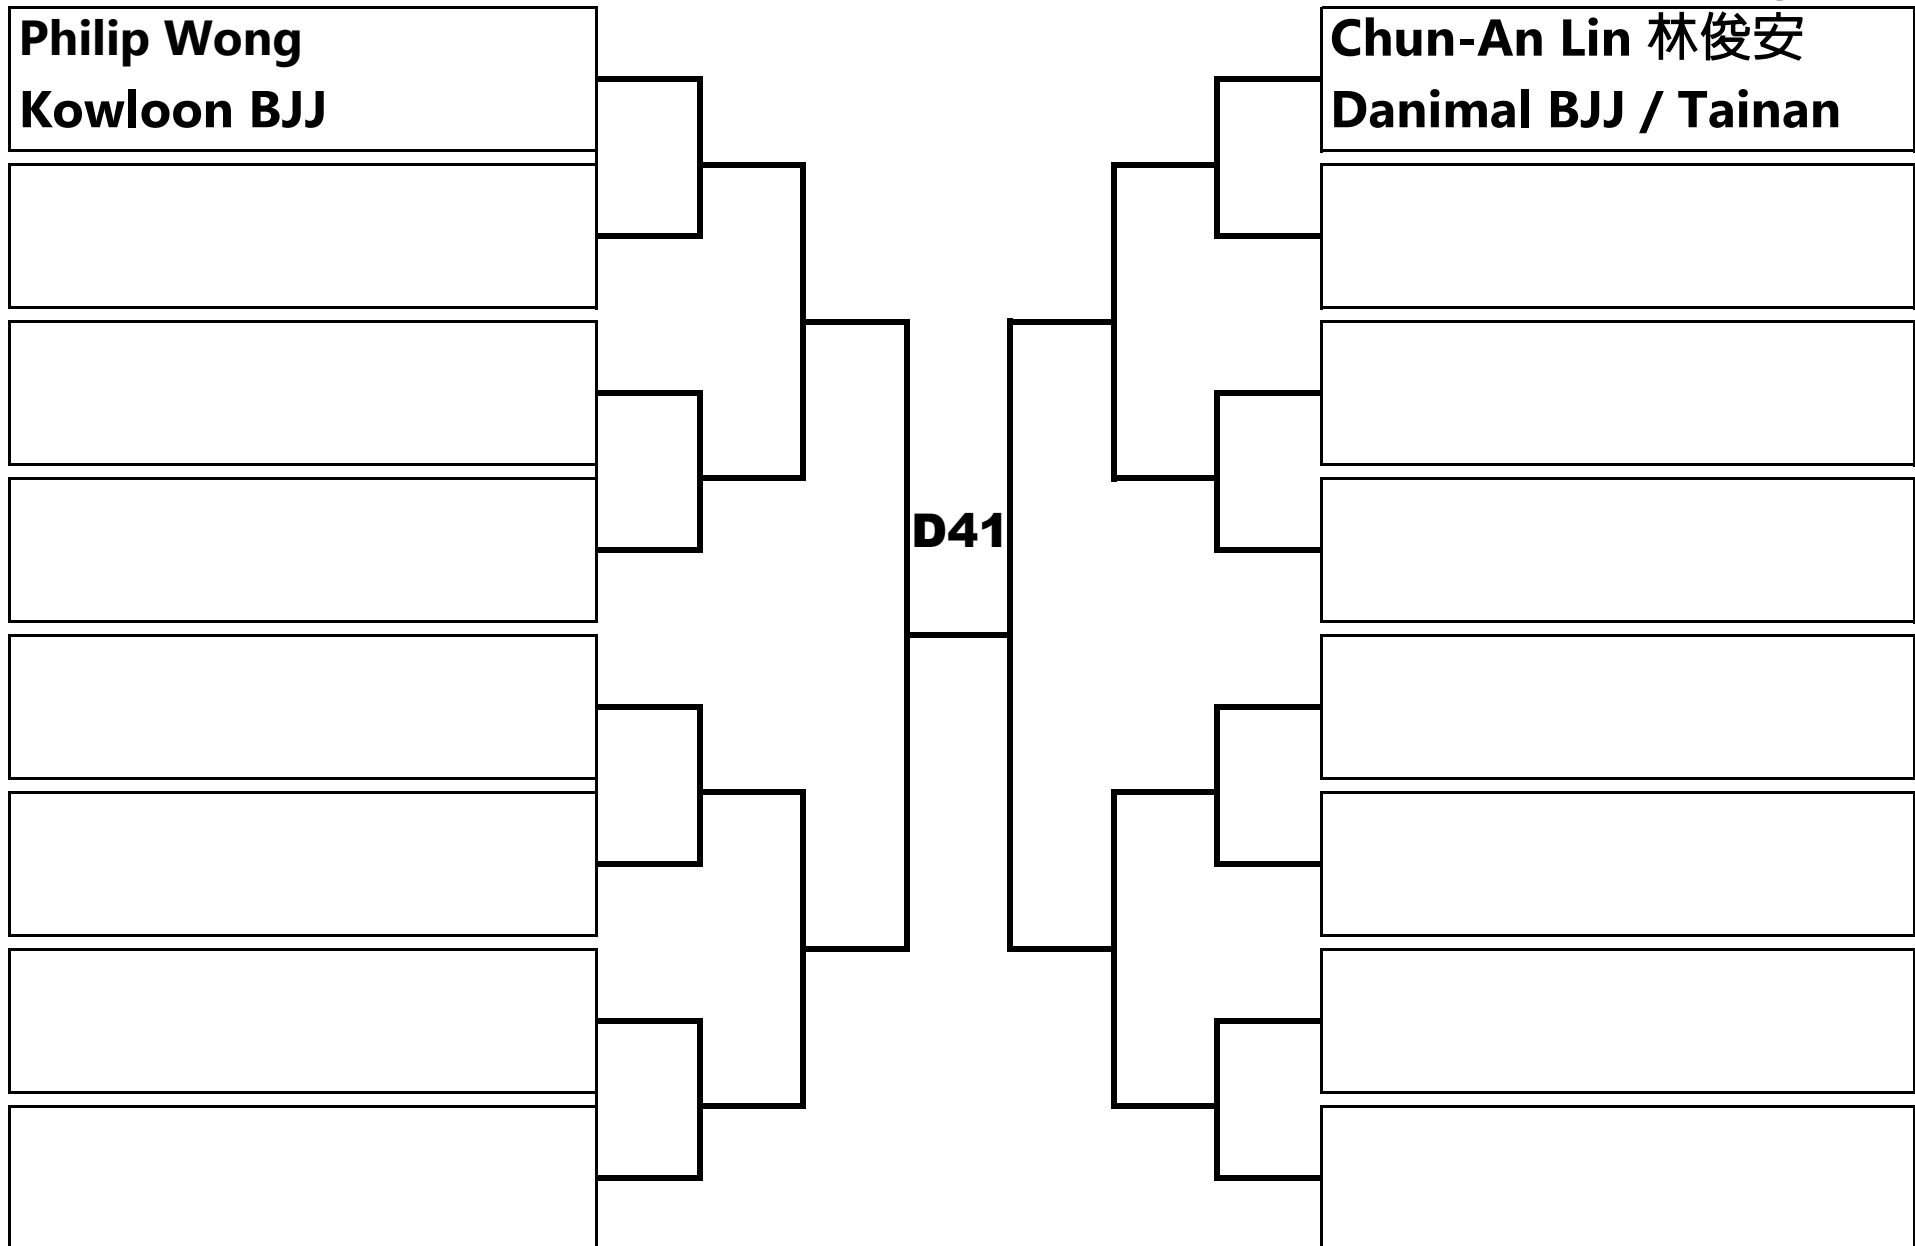 Philip Wong
Kowloon BJJ
Chun-An Lin 林俊安
Danimal BJJ / Tainan
D41